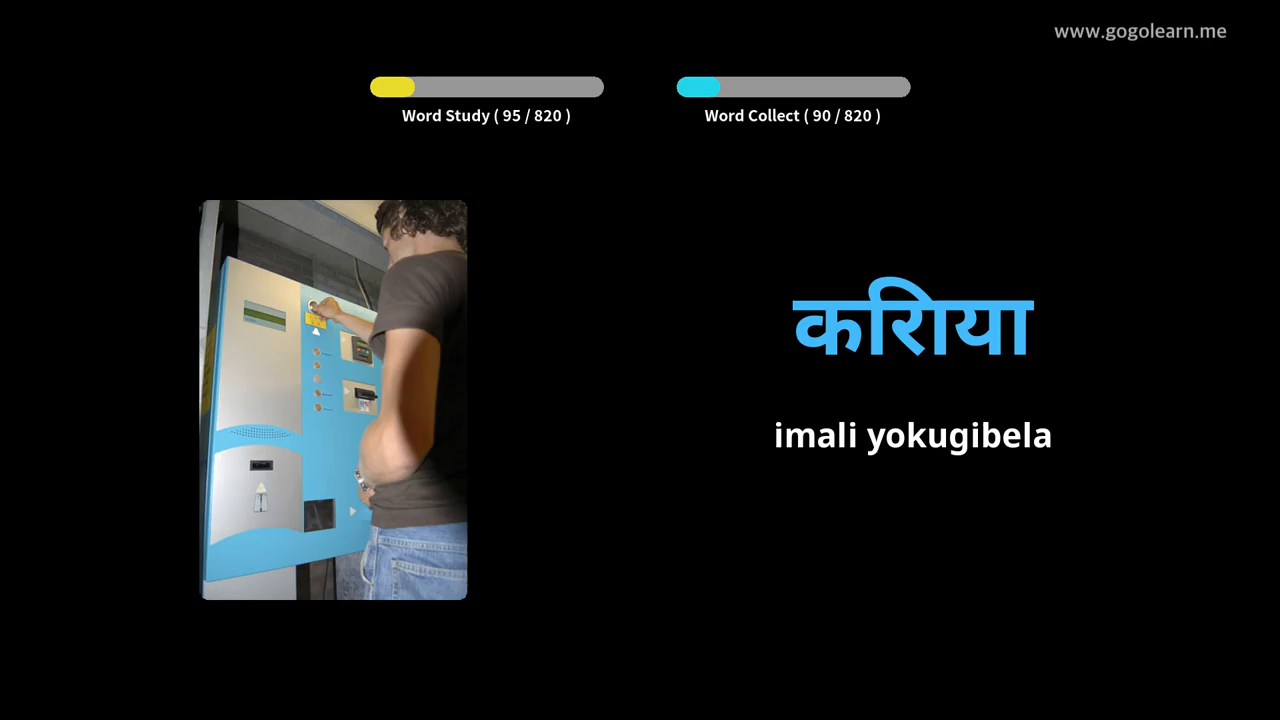 www.gogolearn.me
Word Study ( 95 / 820 )
Word Collect ( 90 / 820 )
करिाया
imali yokugibela